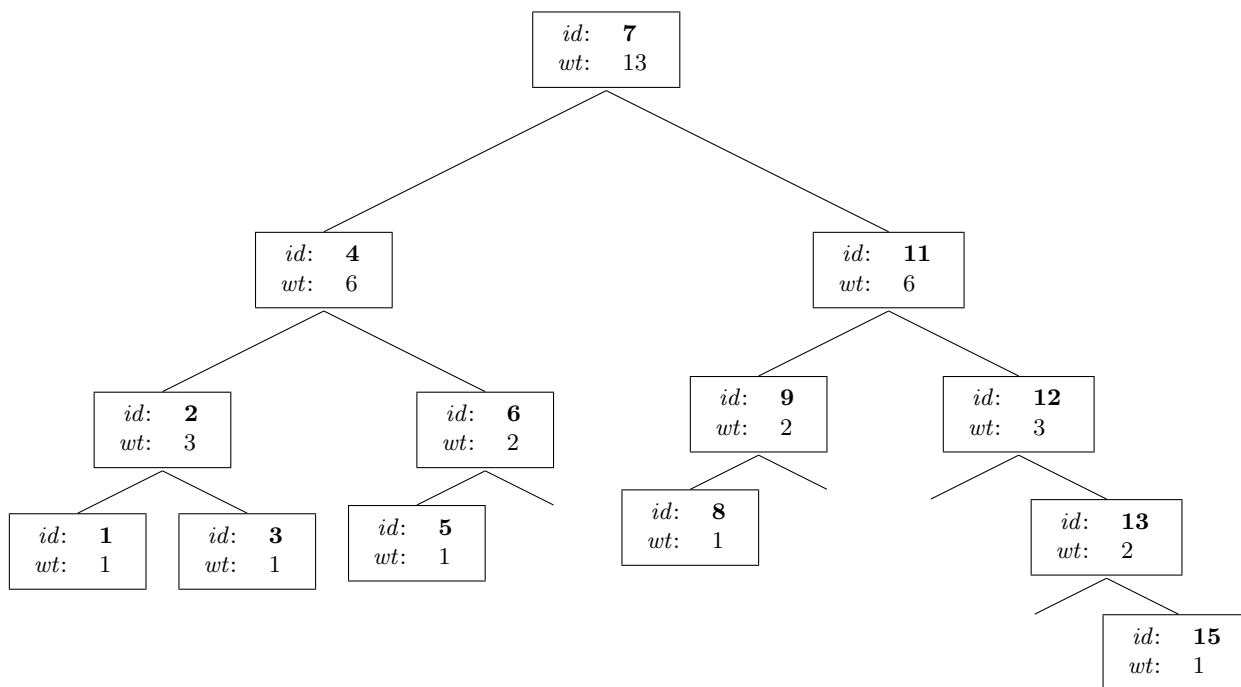 id: 7
wt: 13
id: 4
wt: 6
id: 11
wt: 6
id: 2
wt: 3
id: 6
wt: 2
id: 9
wt: 2
id: 12
wt: 3
id: 1
wt: 1
id: 3
wt: 1
id: 5
wt: 1
id: 8
wt: 1
id: 13
wt: 2
id: 15
wt: 1